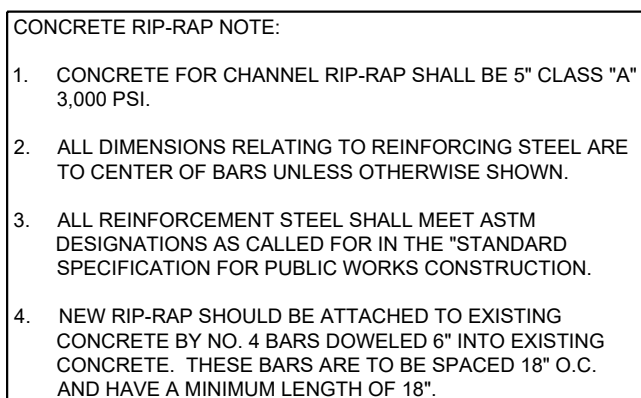 CONCRETE RIP-RAP NOTE:
1. CONCRETE FOR CHANNEL RIP-RAP SHALL BE 5" CLASS "A"
3,000 PSI.
2. ALL DIMENSIONS RELATING TO REINFORCING STEEL ARE
TO CENTER OF BARS UNLESS OTHERWISE SHOWN.
3. ALL REINFORCEMENT STEEL SHALL MEET ASTM
DESIGNATIONS AS CALLED FOR IN THE "STANDARD
SPECIFICATION FOR PUBLIC WORKS CONSTRUCTION.
4. NEW RIP-RAP SHOULD BE ATTACHED TO EXISTING
CONCRETE BY NO. 4 BARS DOWELED 6" INTO EXISTING
CONCRETE. THESE BARS ARE TO BE SPACED 18" O.C.
AND HAVE A MINIMUM LENGTH OF 18".